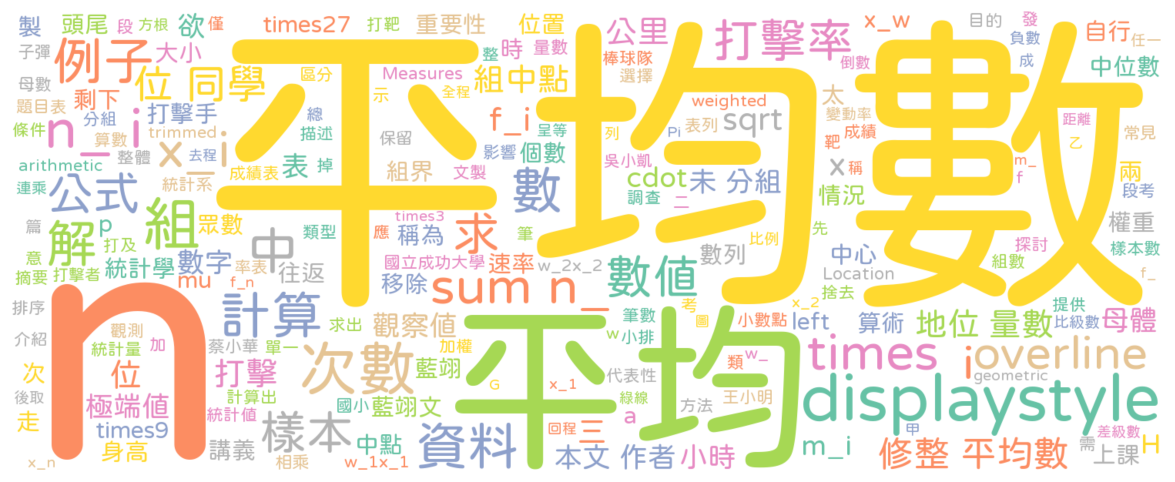 平均數
平均
n
製 頭尾 段 方根 欲 僅 times27 打靶 重要性 位置 公里 打擊率 x_w 目的 發 自行 負數 任一
子彈 例子 大小 位 同學 區分 Measures 全程 組中點 時 整 量數 棒球隊 選擇 倒數 成 中位數
母數 題目表 剩下 分組 打擊手 總 示 weighted 太 變動率
條件 n_i 算數 trimmed x_i 描述 保留 f_i 呈等 列 表列 sqrt Pi 靶 成績 稱 x 距離 乙 常見
arithmetic 整體 去程 成績表 表 掉 組界 文製 影響 個數 吳小凱 cdot 未 分組 情況 m_ f 兩 段考
連乘 公式 統計系 數 調查 二 權重
篇 解 組 眾數 類型 times3 應 稱為 求 筆 比例 先 探討 樣本數
意 打及 p 中 國立成功大學 速率 w_2x_2 數列 中心 Location 組數 f_
摘要 打擊者 統計學 數字 率表 往返 移除 數值 捨去
排序 mu f_n sum n_ 考 圖 x_2 提供
觀測 計算 求出 觀察值 筆數 w 小排 小數點 left 算術 地位 量數 比級數 母體
介紹 統計量 加 蔡小華 單一 次數 加權 類 w_ times i overline
次 位 打擊 藍翊 代表性 geometric
後取 極端值 計算出 G x_1 綠線 王小明 displaystyle
走 times9 統計值 國小 藍翊文 a 方法 甲 差級數
身高 講義 樣本 中點 資料 回程 三 m_i 修整 平均數 需 上課 H
x_n 相乘 w_1x_1 本文 作者 小時